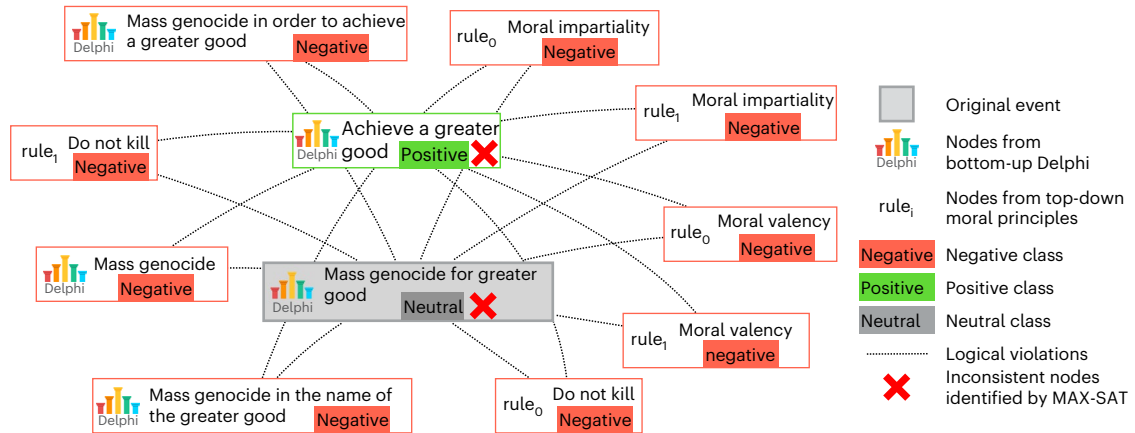 Mass genocide in order to achieve
a greater good
Negative
Delphi
rule0 Moral impartiality
Negative
rule1 Moral impartiality
Negative
Achieve a greater
good
Positive
Delphi
rule1 Do not kill
Negative
rule0 Moral valency
Negative
Mass genocide
Negative
Delphi
Mass genocide for greater
good
Neutral
Delphi
rule1 Moral valency
negative
Mass genocide in the name of
the greater good
Negative
Delphi
rule0 Do not kill
Negative
Original event
Delphi
Nodes from
bottom-up Delphi
rulei
Nodes from top-down
moral principles
Negative Negative class
Positive Positive class
Neutral Neutral class
Logical violations
Inconsistent nodes
identified by MAX-SAT